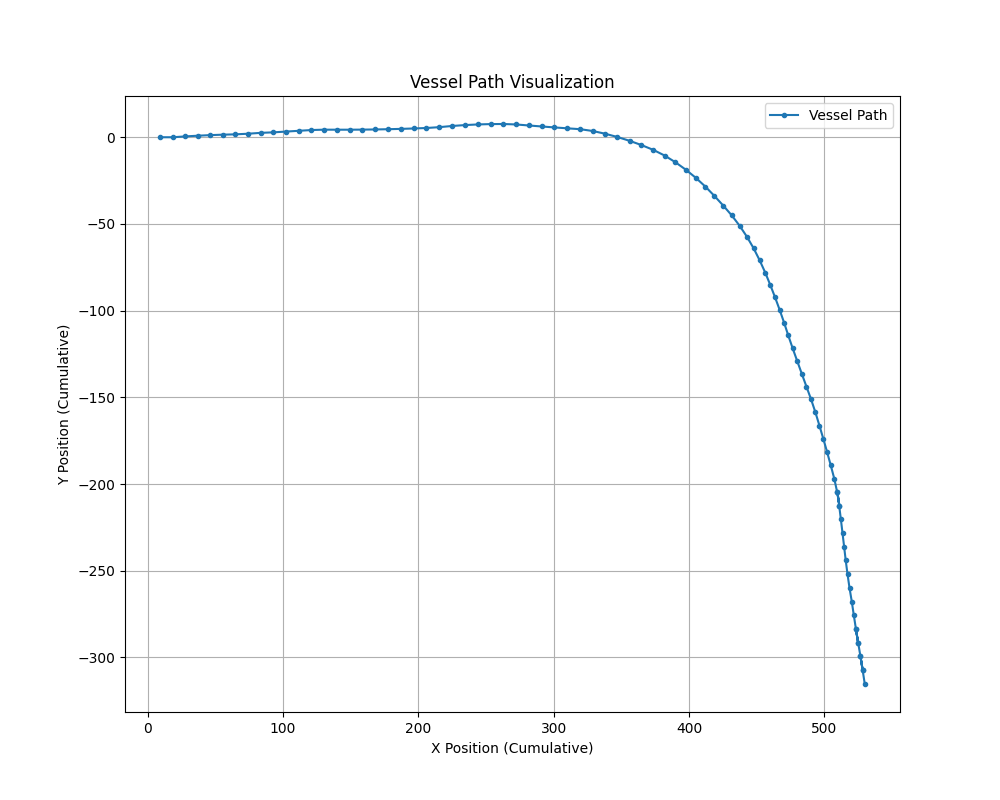 Vessel Path Visualization
Vessel Path
Y Position (Cumulative)
0
−50
−100
−150
−200
−250
−300
0 100 200 300 400 500
X Position (Cumulative)